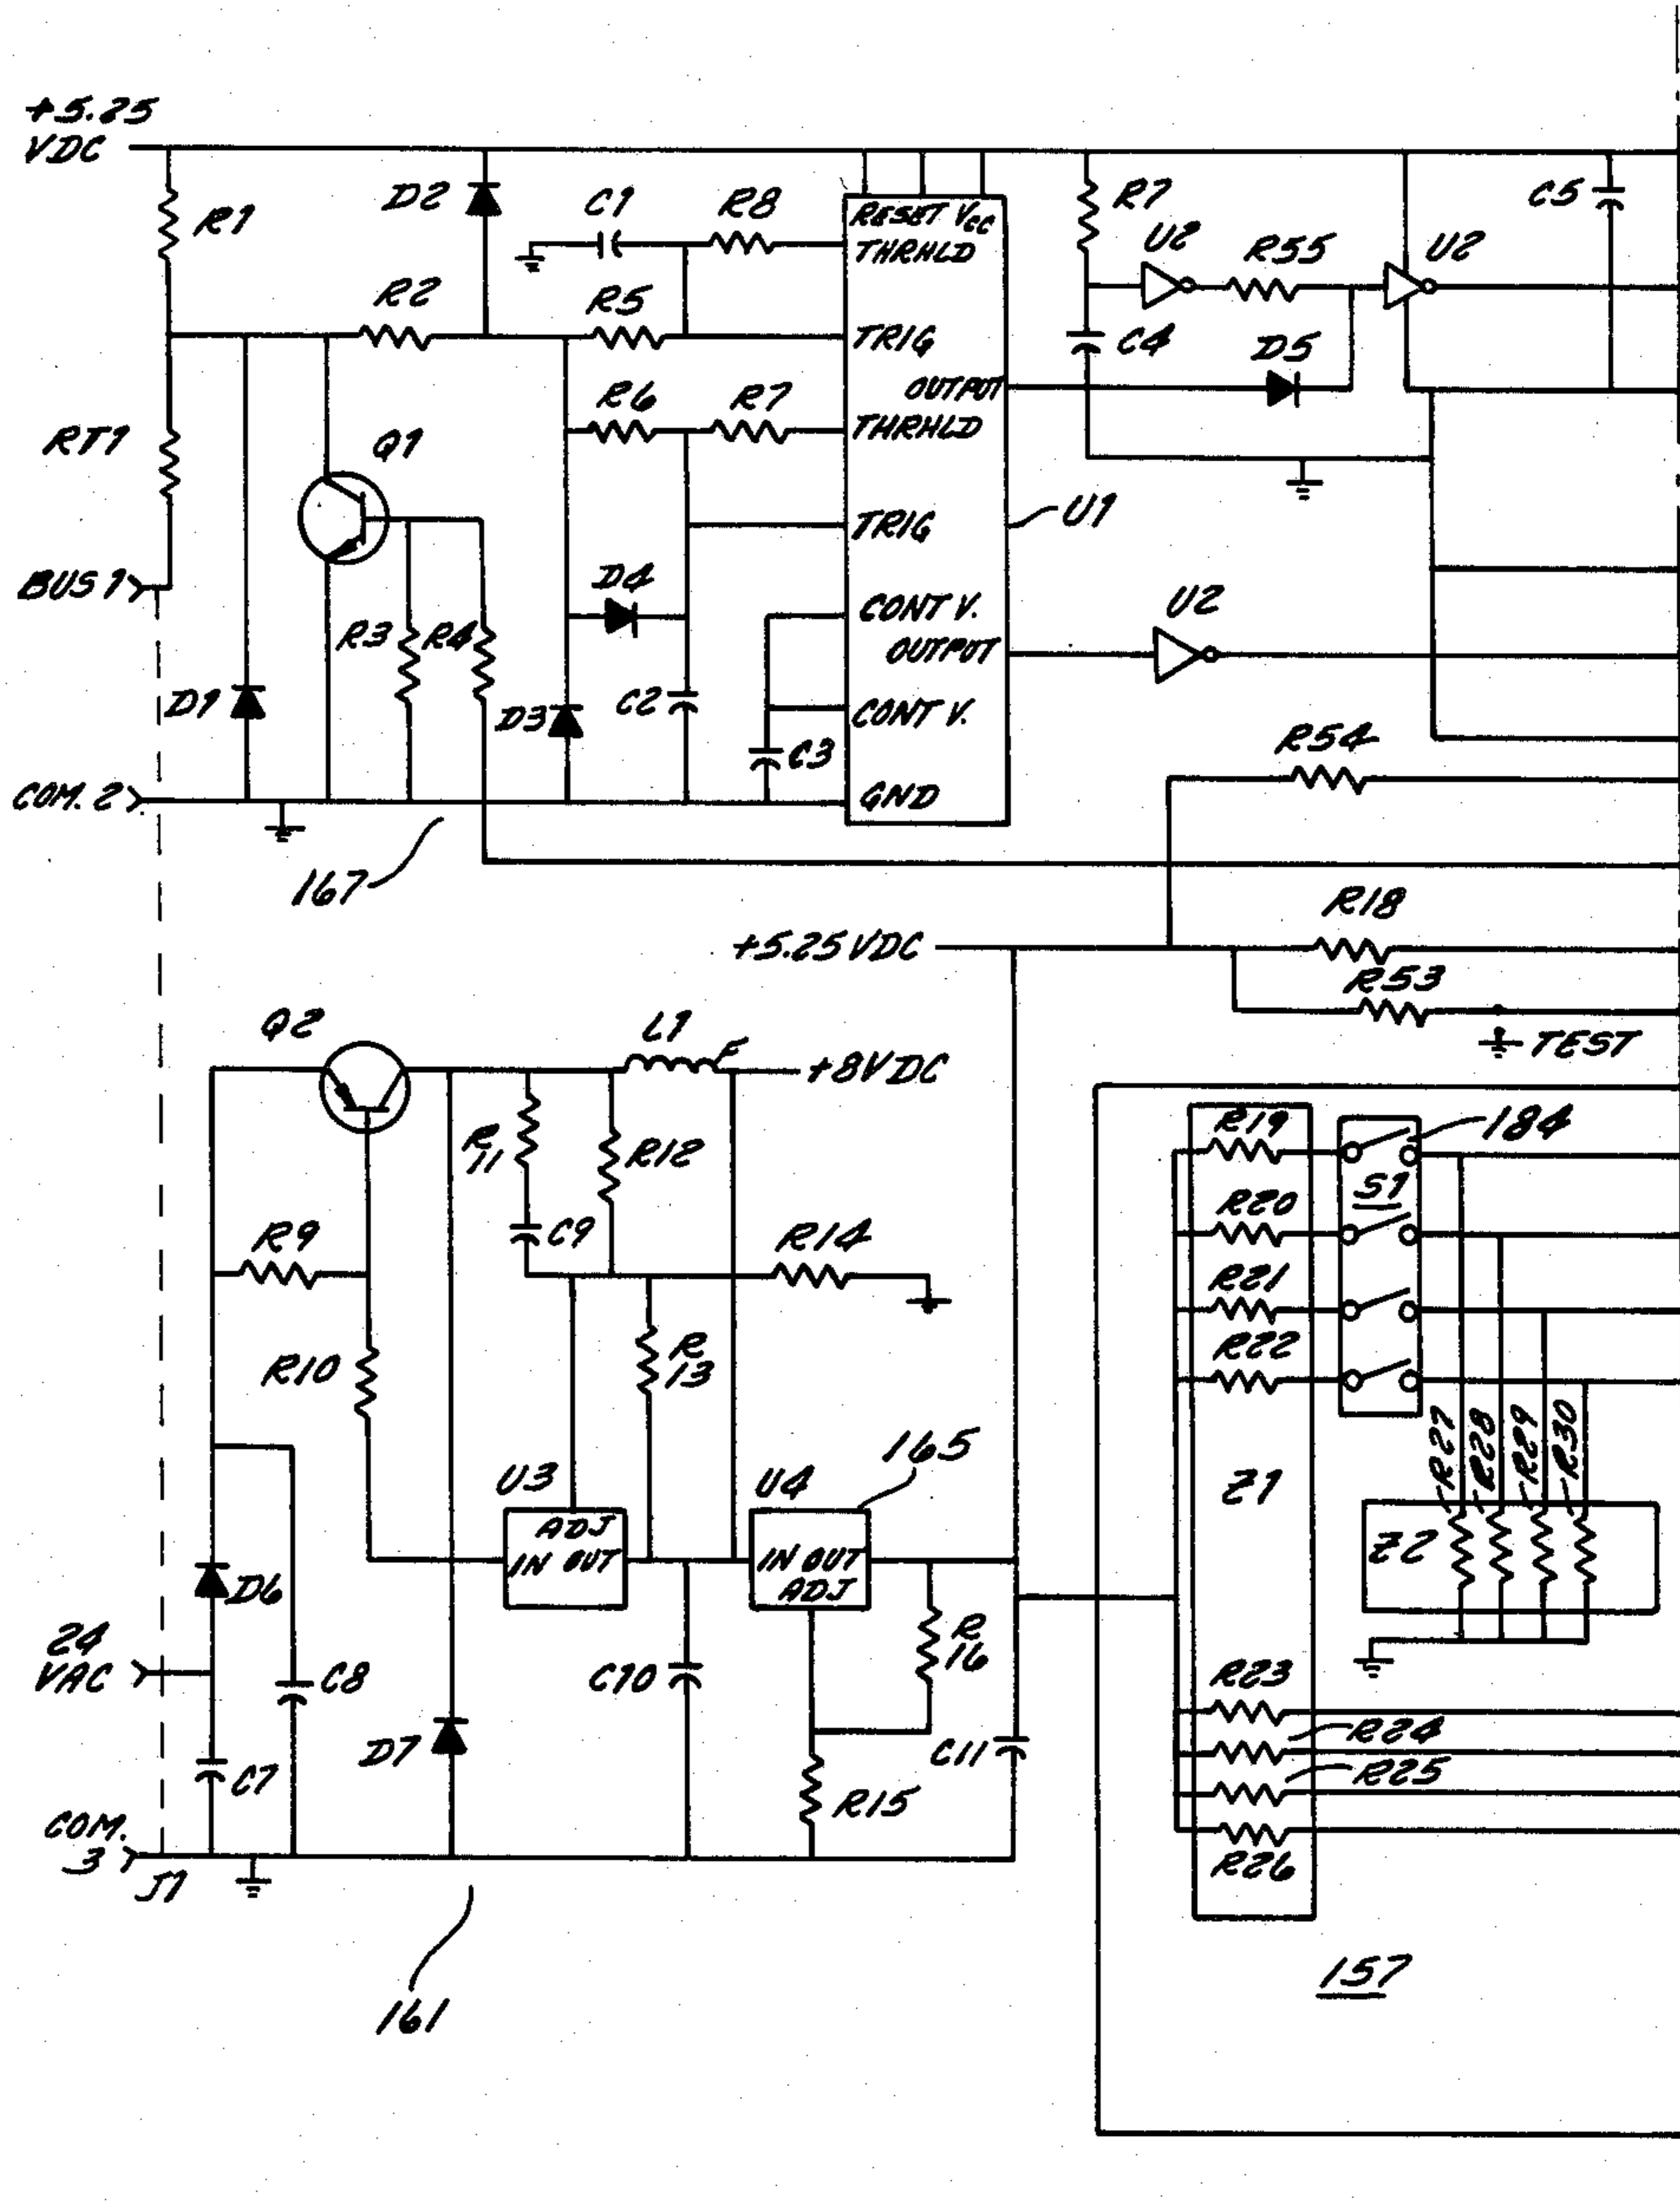 +5.25
VDC
R1
D2
C1
R8
RESET VCC
THRHLD
R7
U2
R55
U2
C5
R2
R5
TRIG
C4
D5
OUTPUT
R6
R7
THRHLD
RT1
Q1
TRIG
U1
BUS 1
D4
CONT V.
U2
R3
R4
OUTPUT
D1
D3
C2
CONT V.
C3
R54
COM. 2
GND
167
R18
+5.25 VDC
R53
TEST
Q2
L1
F
+8VDC
R
11
R12
R19
184
S1
R20
R9
C9
R14
R21
R10
R
13
R22
R27
R28
R29
R30
165
U3
U4
Z1
ADJ
IN OUT
IN OUT
ADJ
Z2
D6
24
VAC
C8
C10
R
16
R23
R24
D7
C11
R25
C7
R15
COM.
3
R26
J1
157
161